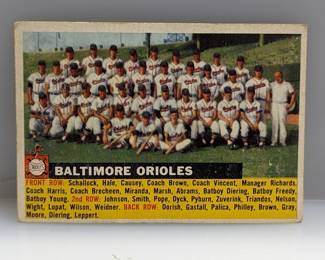 BALTIMORE ORIOLES
FRONT ROW: Schallock, Hale, Causey, Coach Brown, Coach Vincent, Manager Richards,
Coach Harris, Coach Brecheen, Miranda, Marsh, Abrams, Batboy Diering, Batboy Freedy,
Batboy Young. 2nd ROW: Johnson, Smith, Pope, Dyck, Pyburn, Zuverink, Triandos, Nelson,
Wight, Lopat, Wilson, Weidner. BACK ROW: Dorish, Gastall, Palica, Philley, Brown, Gray,
Moore, Diering, Leppert.